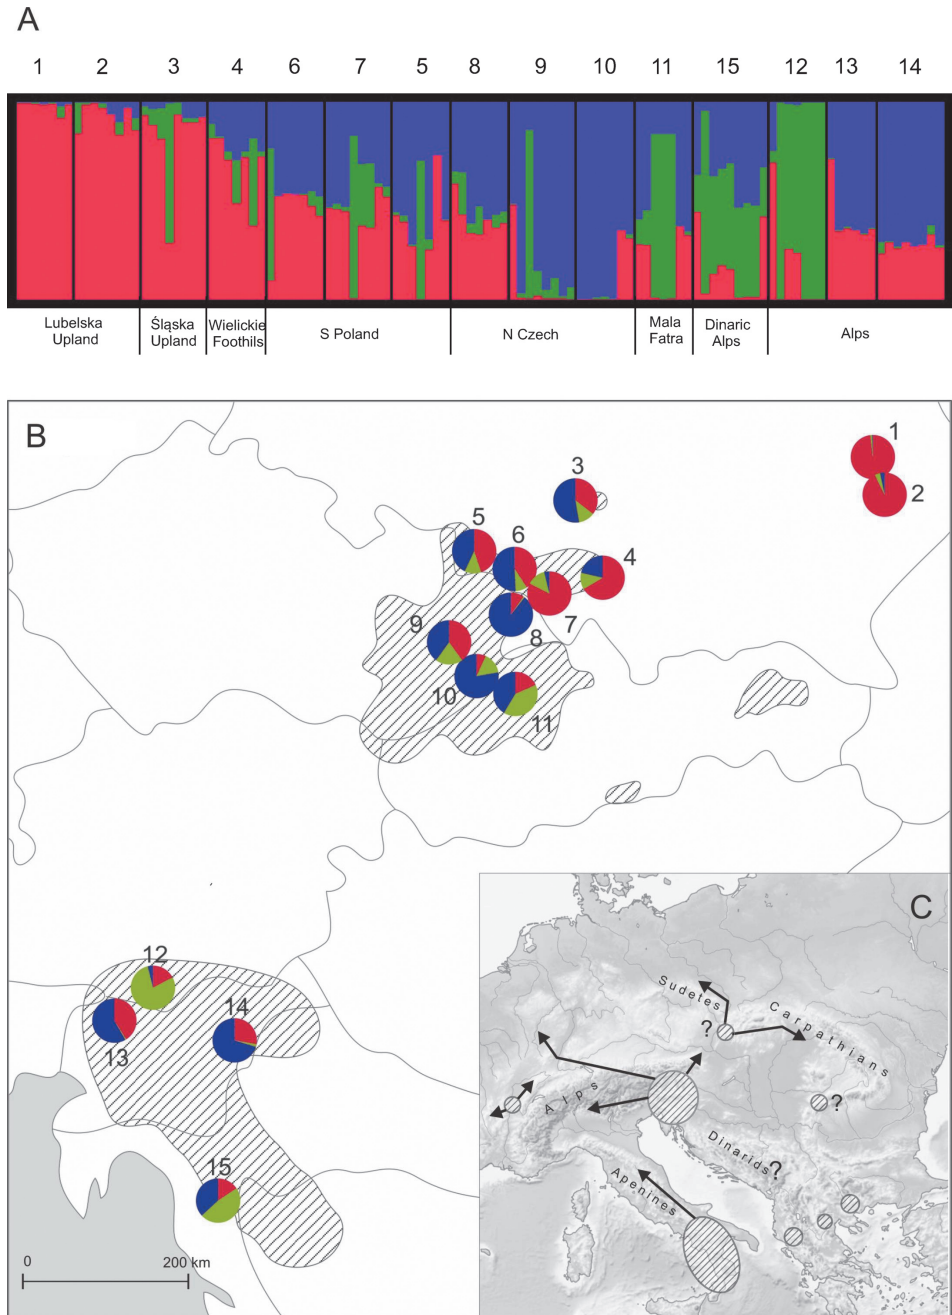 A
1 2 3 4 6 7 5 8 9 10 11 15 12 13 14
Lubelska
Upland
Śląska
Upland
Wielickie
Foothils
S Poland
N Czech
Mala
Fatra
Dinaric
Alps
Alps
B
1
2
3
4
5
6
7
8
9
10
11
12
13
14
15
0 200 km
C
Sudetes
Carpathians
?
Alps
?
Dinarids
?
Apenines